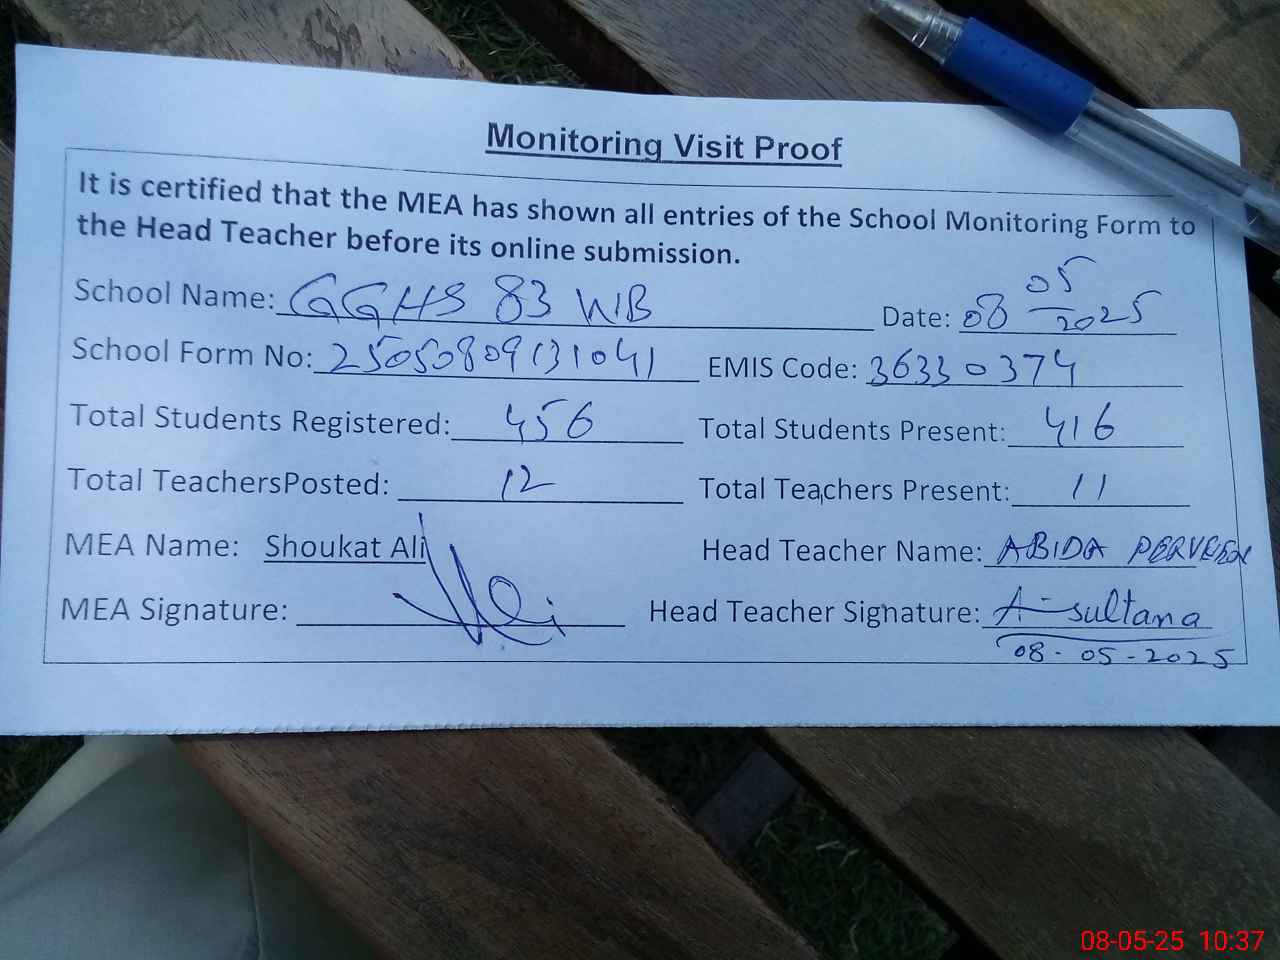 Monitoring Visit Proof
It is certified that the MEA has shown all entries of the School Monitoring Form to
the Head Teacher before its online submission.
School Name: GGHS 83 WB Date: 08 05 2025
School Form No: 25050809131041 EMIS Code: 36330374
Total Students Registered: 456 Total Students Present: 416
Total TeachersPosted: 12 Total Teachers Present: 11
MEA Name: Shoukat Ali Head Teacher Name: ABIDA PERVEEN
MEA Signature: Head Teacher Signature: A-sultana
08-05-2025
08-05-25 10:37